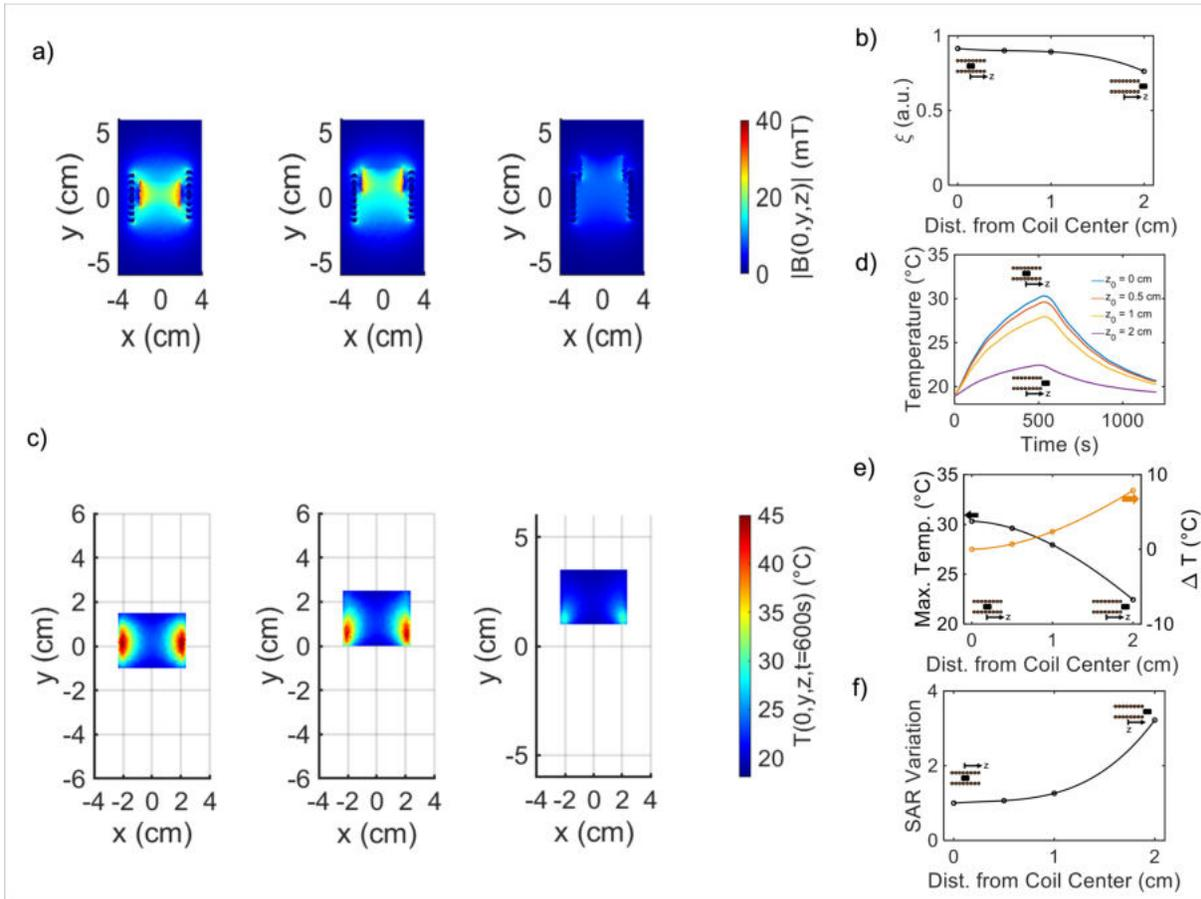 a)
5
0
-5
y (cm)
-4 0 4
x (cm)
5
0
-5
y (cm)
-4 0 4
x (cm)
5
0
-5
y (cm)
-4 0 4
x (cm)
40
20
0
|B(0,y,z)| (mT)
b)
1
0.5
0
ξ (a.u.)
z
z
0 1 2
Dist. from Coil Center (cm)
c)
6
4
2
0
-2
-4
-6
y (cm)
-4 -2 0 2 4
x (cm)
6
4
2
0
-2
-4
-6
y (cm)
-4 -2 0 2 4
x (cm)
5
0
-5
y (cm)
-4 -2 0 2 4
x (cm)
45
40
35
30
25
20
T(0,y,z,t=600s) (°C)
d)
35
30
25
20
Temperature (°C)
z
z₀ = 0 cm
z₀ = 0.5 cm
z₀ = 1 cm
z₀ = 2 cm
z
0 500 1000
Time (s)
e)
35
30
25
20
Max. Temp. (°C)
10
0
-10
Δ T (°C)
z
z
0 1 2
Dist. from Coil Center (cm)
f)
4
2
0
SAR Variation
z
z
0 1 2
Dist. from Coil Center (cm)